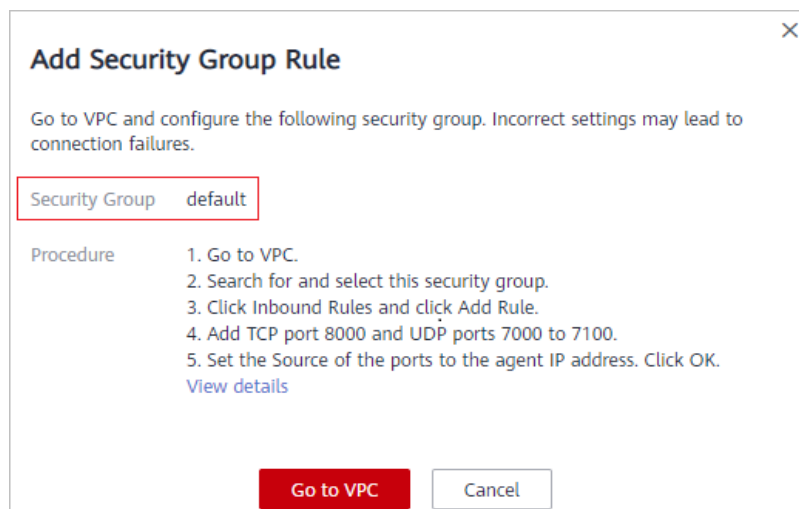 Add Security Group Rule
Go to VPC and configure the following security group. Incorrect settings may lead to
connection failures.
Security Group default
Procedure 1. Go to VPC.
2. Search for and select this security group.
3. Click Inbound Rules and click Add Rule.
4. Add TCP port 8000 and UDP ports 7000 to 7100.
5. Set the Source of the ports to the agent IP address. Click OK.
View details
Go to VPC Cancel